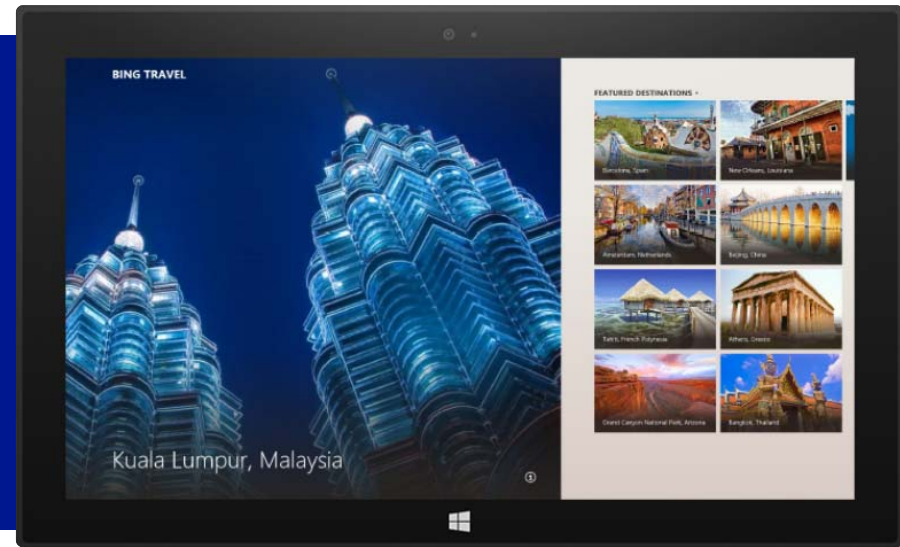 BING TRAVEL
Kuala Lumpur, Malaysia
FEATURED DESTINATIONS
Barcelona, Spain
New Orleans, Louisiana
Amsterdam, Netherlands
Beijing, China
Tahiti, French Polynesia
Athens, Greece
Grand Canyon National Park, Arizona
Bangkok, Thailand